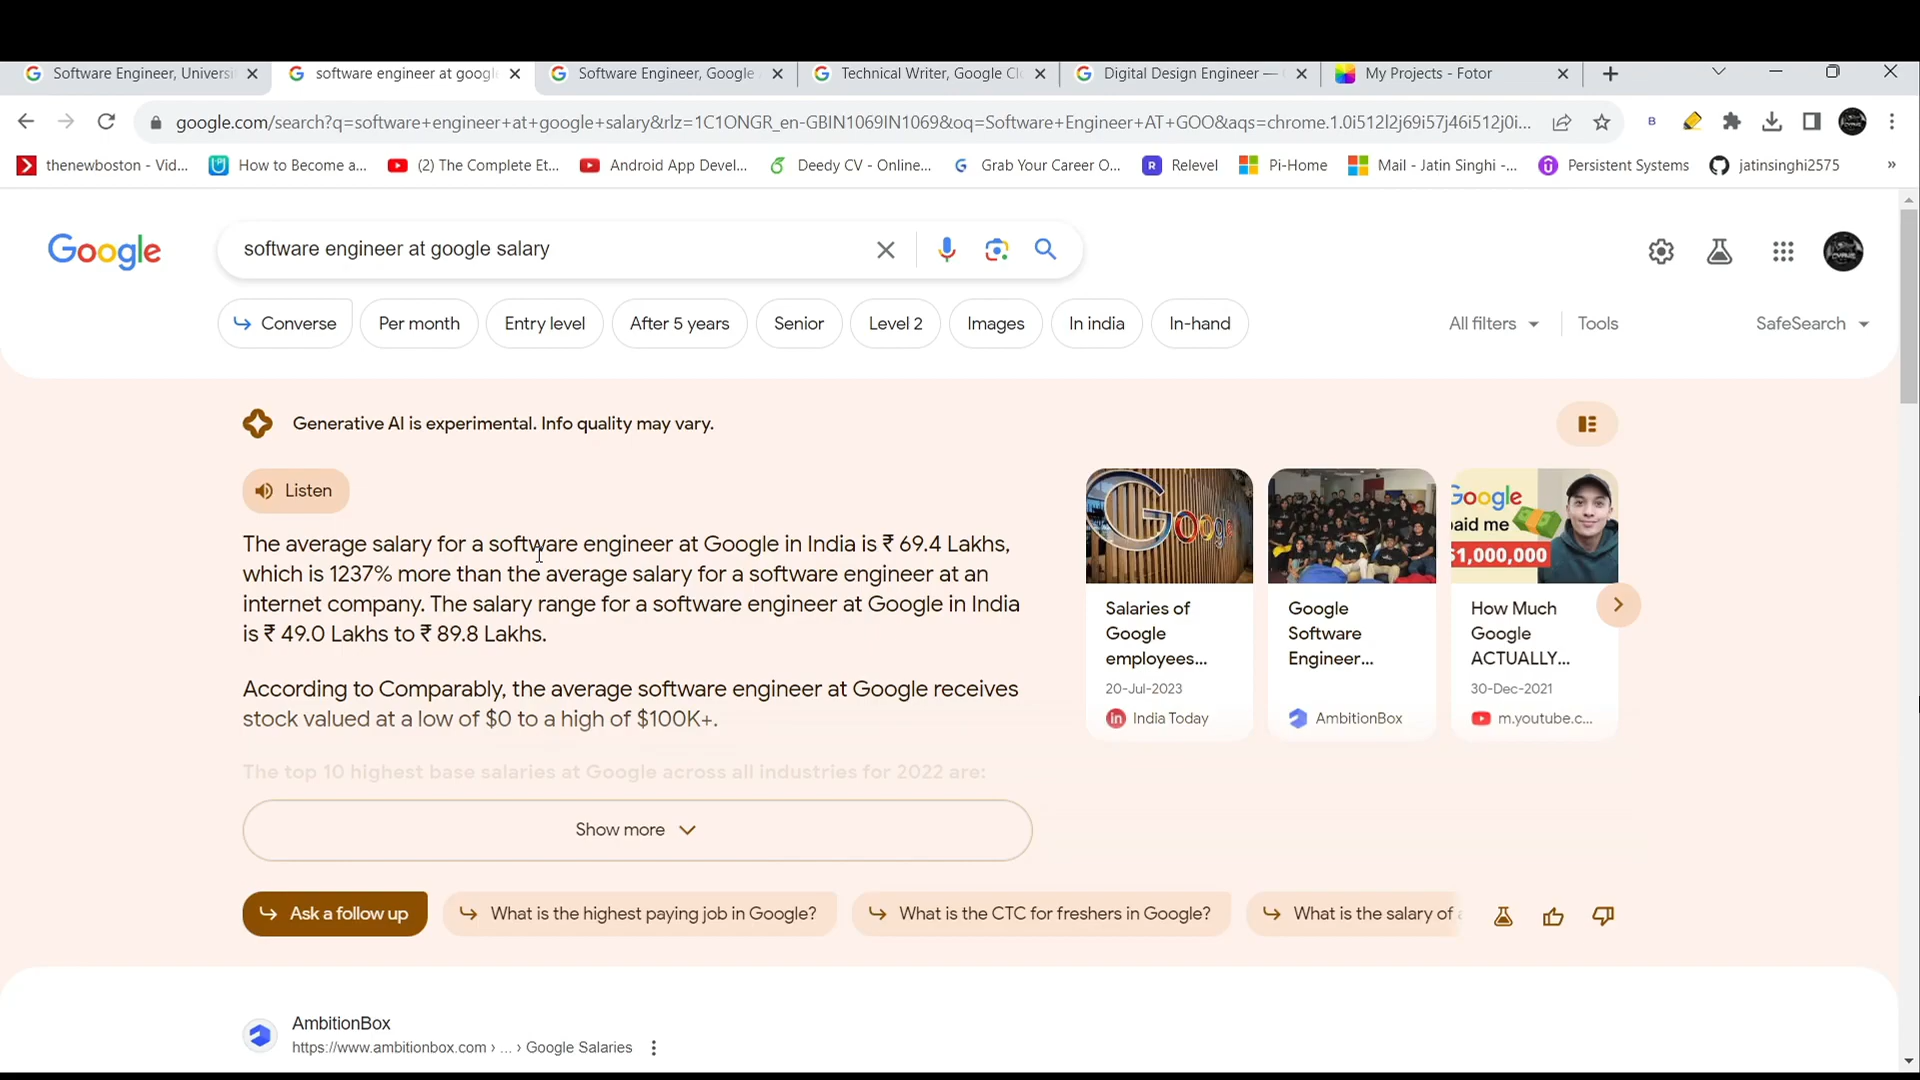 Software Engineer, Universi
software engineer at googl
Software Engineer, Google
Technical Writer, Google Cl
Digital Design Engineer —
My Projects - Fotor
google.com/search?q=software+engineer+at+google+salary&rlz=1C1ONGR_en-GBIN1069IN1069&oq=Software+Engineer+AT+GOO&aqs=chrome.1.0i512l2j69i57j46i512j0i...
thenewboston - Vid...
How to Become a...
(2) The Complete Et...
Android App Devel...
Deedy CV - Online...
Grab Your Career O...
Relevel
Pi-Home
Mail - Jatin Singhi -...
Persistent Systems
jatinsinghi2575
»
Google
software engineer at google salary
Converse
Per month
Entry level
After 5 years
Senior
Level 2
Images
In india
In-hand
All filters
Tools
SafeSearch
Generative AI is experimental. Info quality may vary.
Listen
The average salary for a software engineer at Google in India is ₹ 69.4 Lakhs,
which is 1237% more than the average salary for a software engineer at an
internet company. The salary range for a software engineer at Google in India
is ₹ 49.0 Lakhs to ₹ 89.8 Lakhs.
According to Comparably, the average software engineer at Google receives
stock valued at a low of $0 to a high of $100K+.
The top 10 highest base salaries at Google across all industries for 2022 are:
Show more
Google
Salaries of
Google
employees...
20-Jul-2023
India Today
Google
Software
Engineer...
AmbitionBox
Google
paid me
$1,000,000
How Much
Google
ACTUALLY...
30-Dec-2021
m.youtube.c...
Ask a follow up
What is the highest paying job in Google?
What is the CTC for freshers in Google?
What is the salary of a
AmbitionBox
https://www.ambitionbox.com › ... › Google Salaries